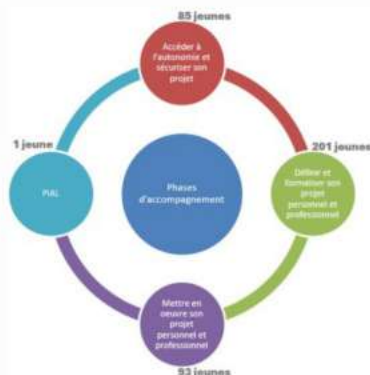 85 jeunes
Accéder à
l'autonomie et
sécuriser son
projet
1 jeune
201 jeunes
PIAL
Phases
d'accompagnement
Définir et
formaliser son
projet
personnel et
professionnel
Mettre en
oeuvre son
projet
personnel et
professionnel
93 jeunes